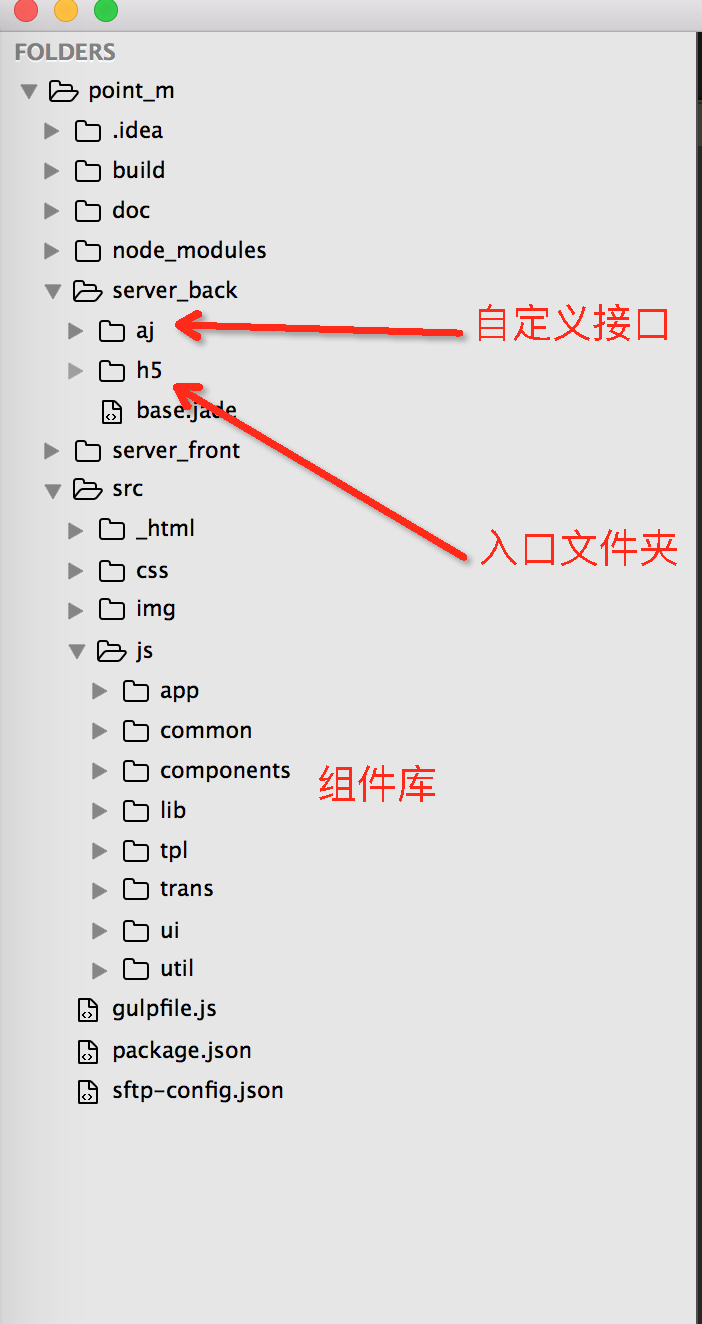 FOLDERS
point_m
.idea
build
doc
node_modules
server_back
aj
自定义接口
h5
base.jade
server_front
src
_html
入口文件夹
css
img
js
app
common
components
组件库
lib
tpl
trans
ui
util
gulpfile.js
package.json
sftp-config.json